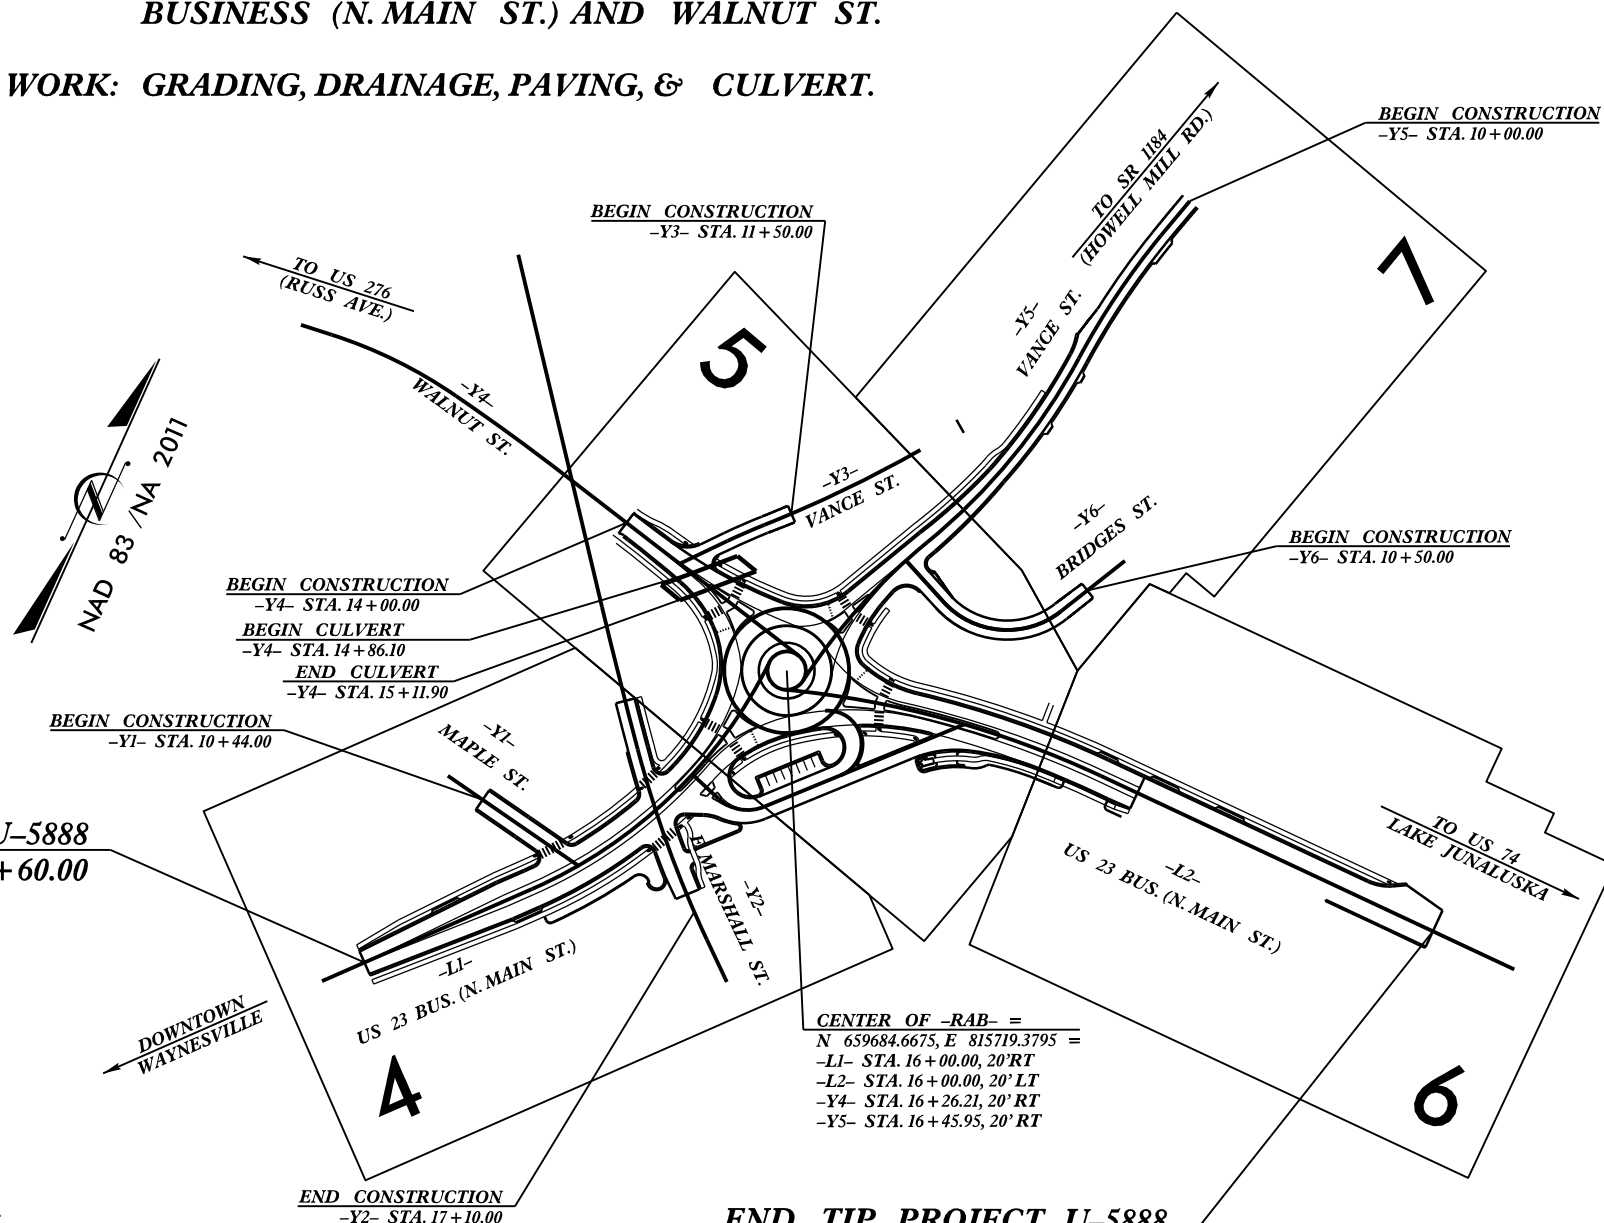 BUSINESS (N. MAIN ST.) AND WALNUT ST.
WORK: GRADING, DRAINAGE, PAVING, & CULVERT.
BEGIN CONSTRUCTION
–Y5– STA. 10+00.00
TO SR 1184
(HOWELL MILL RD.)
7
BEGIN CONSTRUCTION
–Y3– STA. 11+50.00
TO US 276
(RUSS AVE.)
5
–Y5–
VANCE ST.
–Y4–
WALNUT ST.
NAD 83 /NA 2011
N
–Y3–
VANCE ST.
–Y6–
BRIDGES ST.
BEGIN CONSTRUCTION
–Y6– STA. 10+50.00
BEGIN CONSTRUCTION
–Y4– STA. 14+00.00
BEGIN CULVERT
–Y4– STA. 14+86.10
END CULVERT
–Y4– STA. 15+11.90
BEGIN CONSTRUCTION
–Y1– STA. 10+44.00
–Y1–
MAPLE ST.
U–5888
+60.00
TO US 74
LAKE JUNALUSKA
–L2–
US 23 BUS. (N. MAIN ST.)
–Y2–
E MARSHALL ST.
–L1–
US 23 BUS. (N. MAIN ST.)
DOWNTOWN
WAYNESVILLE
4
6
CENTER OF –RAB– =
N 659684.6675, E 815719.3795 =
–L1– STA. 16+00.00, 20'RT
–L2– STA. 16+00.00, 20' LT
–Y4– STA. 16+26.21, 20' RT
–Y5– STA. 16+45.95, 20' RT
END CONSTRUCTION
–Y2– STA. 17+10.00
END TIP PROJECT U–5888